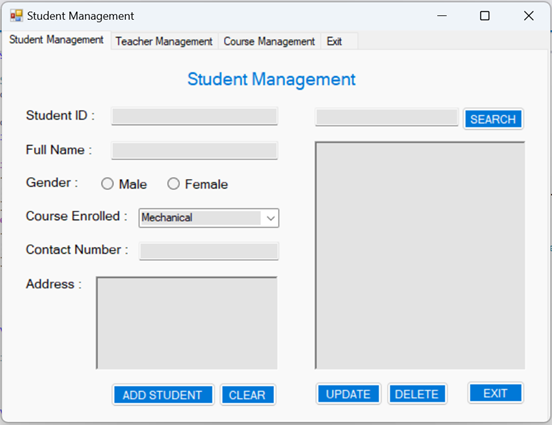 Student Management
Student Management Teacher Management Course Management Exit
Student Management
Student ID :
SEARCH
Full Name :
Gender : Male Female
Course Enrolled : Mechanical
Contact Number :
Address :
ADD STUDENT CLEAR UPDATE DELETE EXIT